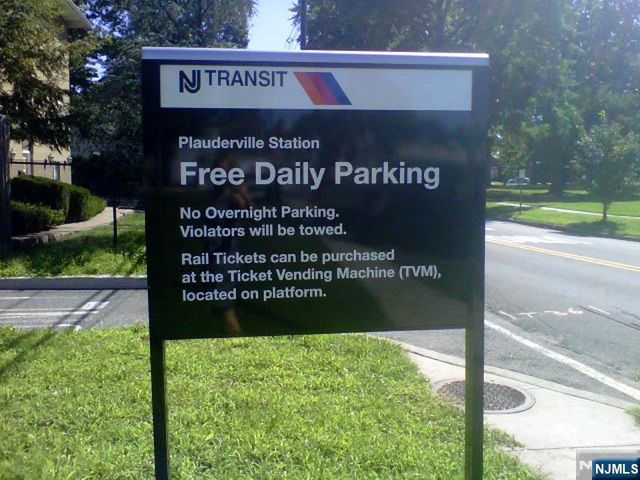 NJ TRANSIT
Plauderville Station
Free Daily Parking
No Overnight Parking.
Violators will be towed.
Rail Tickets can be purchased
at the Ticket Vending Machine (TVM),
located on platform.
NJMLS